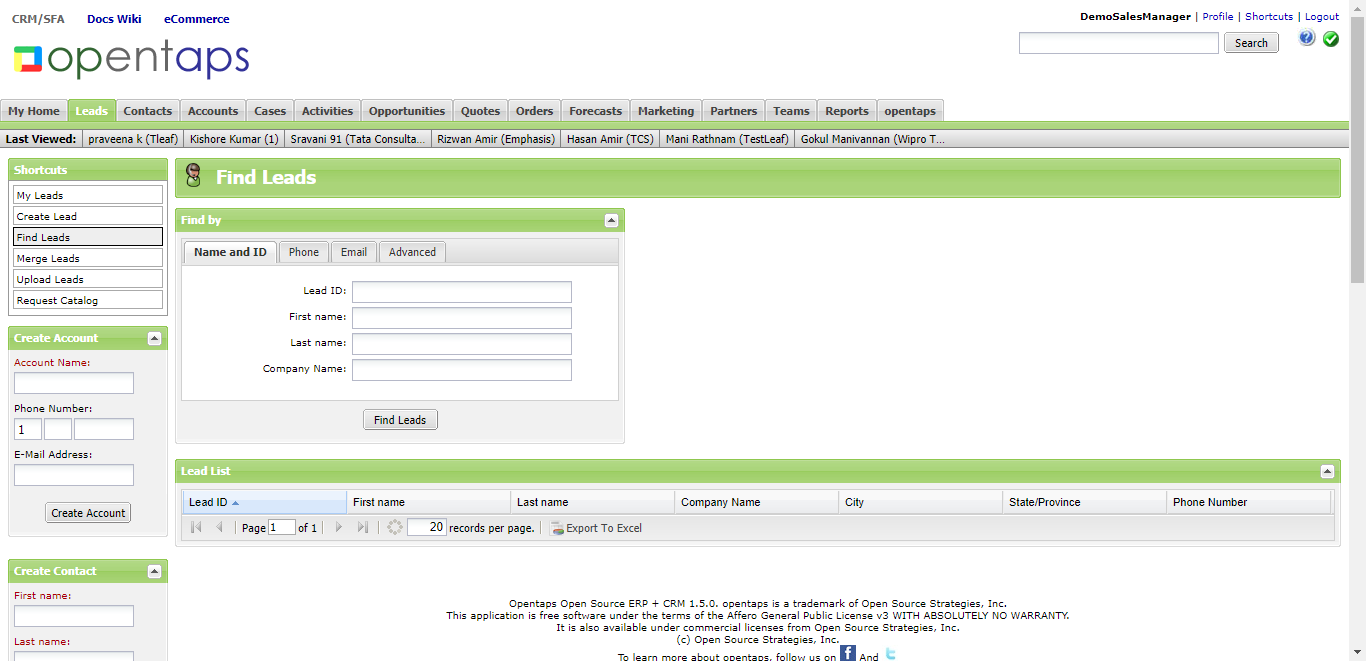 CRM/SFA Docs Wiki eCommerce
DemoSalesManager | Profile | Shortcuts | Logout
opentaps
Search
My Home Leads Contacts Accounts Cases Activities Opportunities Quotes Orders Forecasts Marketing Partners Teams Reports opentaps
Last Viewed: praveena k (Tleaf) Kishore Kumar (1) Sravani 91 (Tata Consulta... Rizwan Amir (Emphasis) Hasan Amir (TCS) Mani Rathnam (TestLeaf) Gokul Manivannan (Wipro T...
Shortcuts
My Leads
Create Lead
Find Leads
Merge Leads
Upload Leads
Request Catalog
Create Account
Account Name:
Phone Number:
1
E-Mail Address:
Create Account
Create Contact
First name:
Last name:
Find Leads
Find by
Name and ID Phone Email Advanced
Lead ID:
First name:
Last name:
Company Name:
Find Leads
Lead List
Lead ID First name Last name Company Name City State/Province Phone Number
Page 1 of 1 20 records per page. Export To Excel
Opentaps Open Source ERP + CRM 1.5.0. opentaps is a trademark of Open Source Strategies, Inc.
This application is free software under the terms of the Affero General Public License v3 WITH ABSOLUTELY NO WARRANTY.
It is also available under commercial licenses from Open Source Strategies, Inc.
(c) Open Source Strategies, Inc.
To learn more about opentaps, follow us on f And t